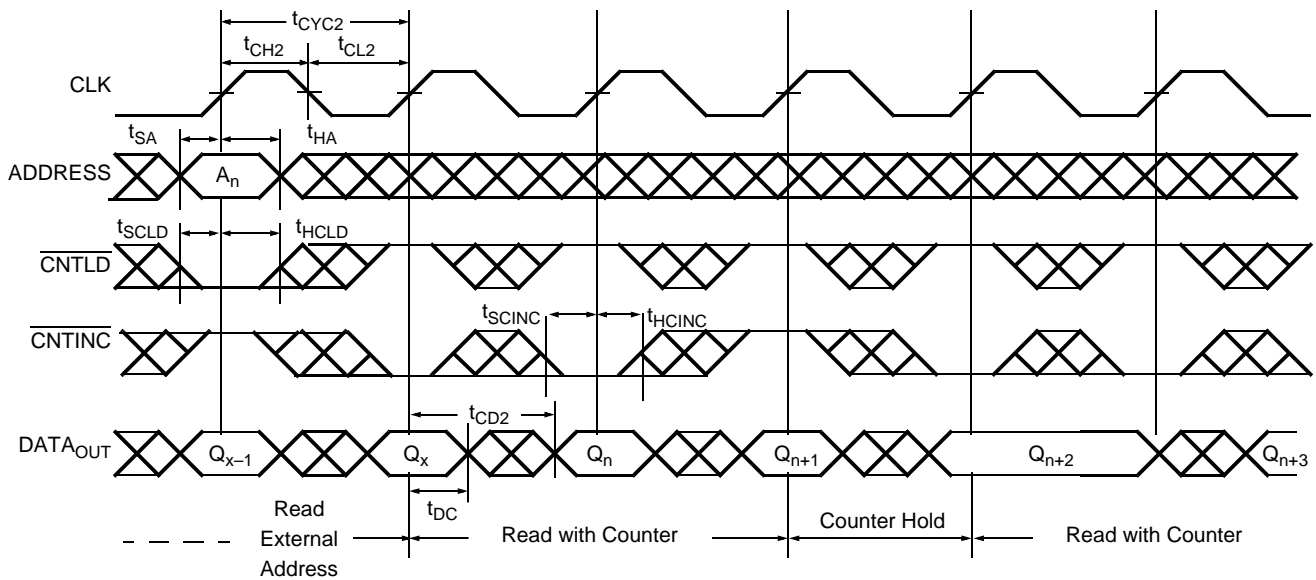 tCYC2
tCH2
tCL2
CLK
tSA
tHA
ADDRESS
An
tSCLD
tHCLD
CNTLD
tSCINC
tHCINC
CNTINC
tCD2
DATAOUT
Qx–1
Qx
Qn
Qn+1
Qn+2
Qn+3
tDC
Read
External
Address
Read with Counter
Counter Hold
Read with Counter